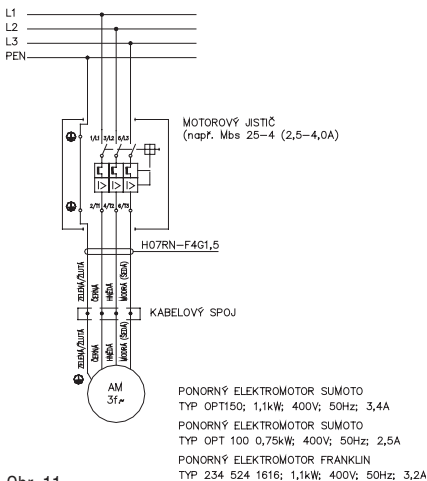 L1
L2
L3
PEN
MOTOROVÝ JISTIČ
(např. Mbs 25-4 (2,5-4,0A)
1/L1 3/L2 5/L3
2/T1 4/T2 6/T3
H07RN-F4G1,5
ZELENÁ/ŽLUTÁ
ČERNÁ
HNĚDÁ
MODRÁ (ŠEDÁ)
KABELOVÝ SPOJ
ZELENÁ/ŽLUTÁ
ČERNÁ
HNĚDÁ
MODRÁ (ŠEDÁ)
AM
3f~
PONORNÝ ELEKTROMOTOR SUMOTO
TYP OPT150; 1,1kW; 400V; 50Hz; 3,4A
PONORNÝ ELEKTROMOTOR SUMOTO
TYP OPT 100 0,75kW; 400V; 50Hz; 2,5A
PONORNÝ ELEKTROMOTOR FRANKLIN
TYP 234 524 1616; 1,1kW; 400V; 50Hz; 3,2A
Obr. 11